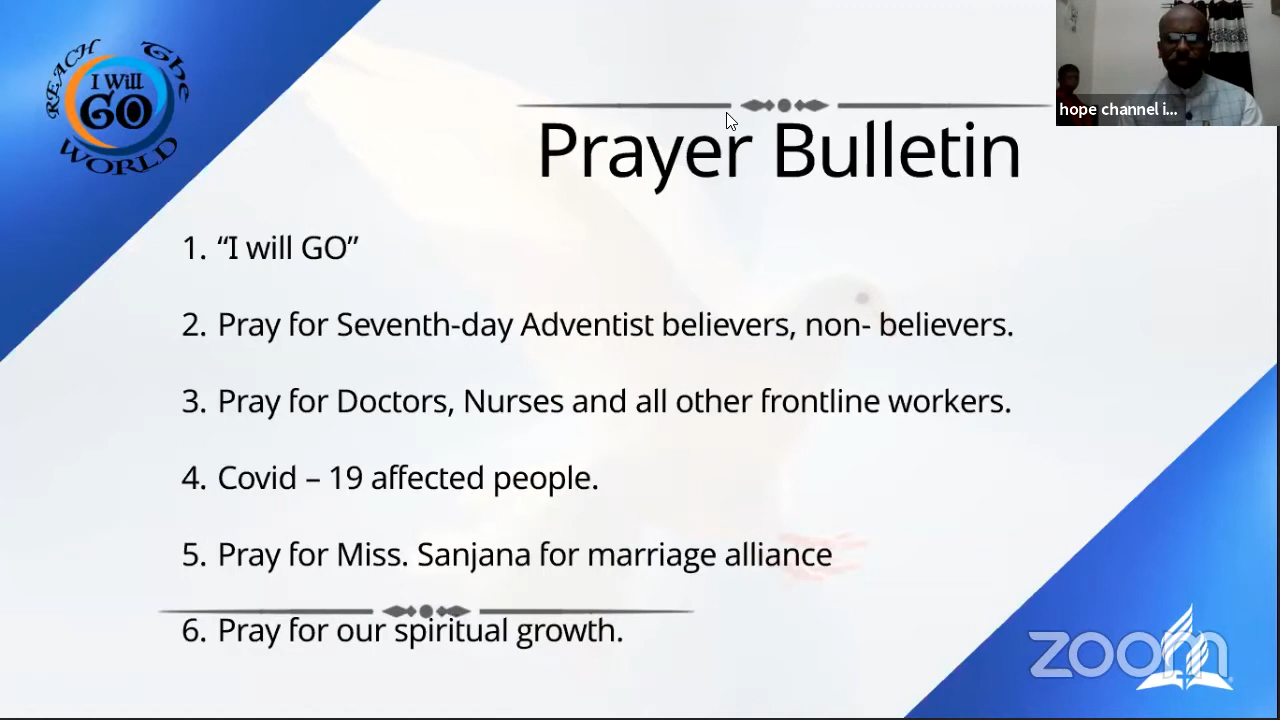 REACH The
I Will
GO
WORLD
hope channel i...
Prayer Bulletin
1. “I will GO”
2. Pray for Seventh-day Adventist believers, non- believers.
3. Pray for Doctors, Nurses and all other frontline workers.
4. Covid – 19 affected people.
5. Pray for Miss. Sanjana for marriage alliance
6. Pray for our spiritual growth.
zoom